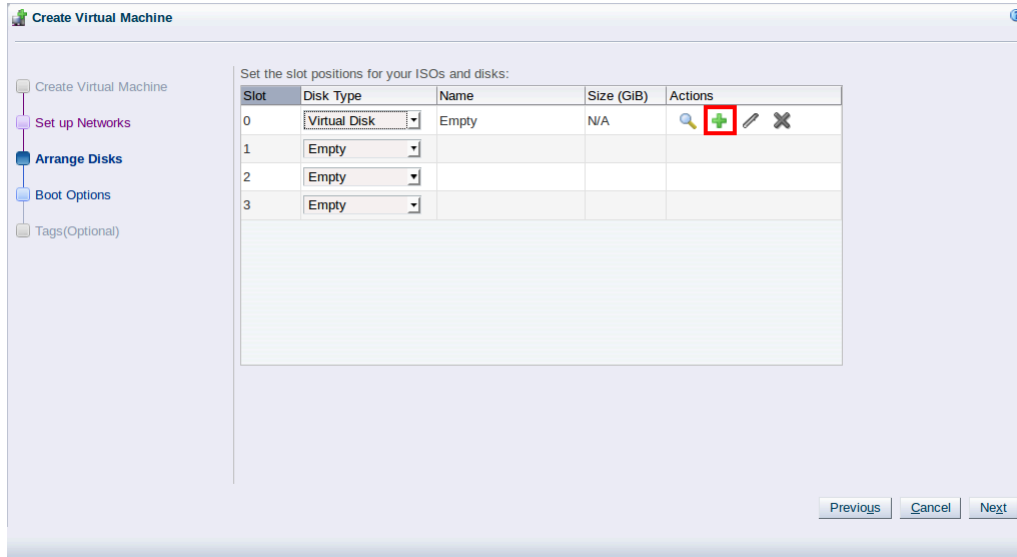 Create Virtual Machine
Create Virtual Machine
Set up Networks
Arrange Disks
Boot Options
Tags(Optional)
Set the slot positions for your ISOs and disks:
Slot Disk Type Name Size (GiB) Actions
0 Virtual Disk Empty N/A
1 Empty
2 Empty
3 Empty
Previous Cancel Next